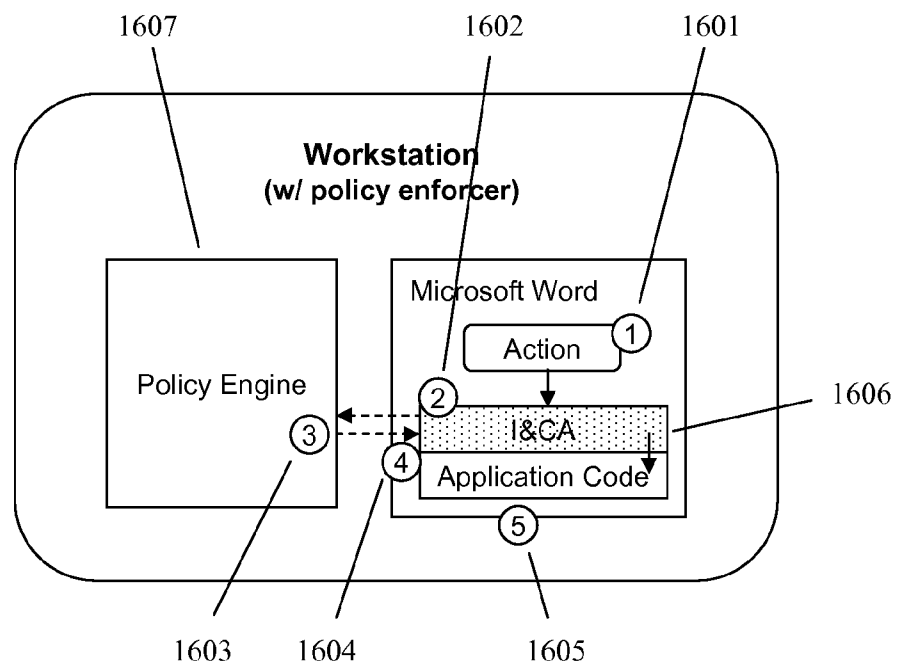 1607
1602
1601
Workstation
(w/ policy enforcer)
Microsoft Word
1
Action
Policy Engine
2
1606
I&CA
3
4
Application Code
5
1603
1604
1605